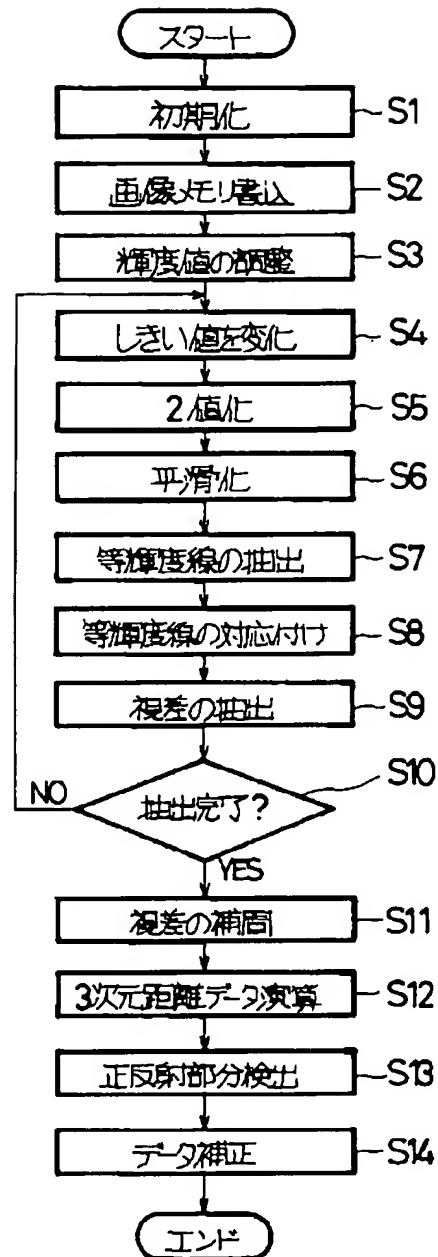 スタート
初期化 S1
画像メモリ書込 S2
輝度値の調整 S3
しきい値を変化 S4
2値化 S5
平滑化 S6
等輝度線の抽出 S7
等輝度線の対応付け S8
視差の抽出 S9
抽出完了? S10
NO
YES
視差の補間 S11
3次元距離データ演算 S12
正反射部分検出 S13
データ補正 S14
エンド